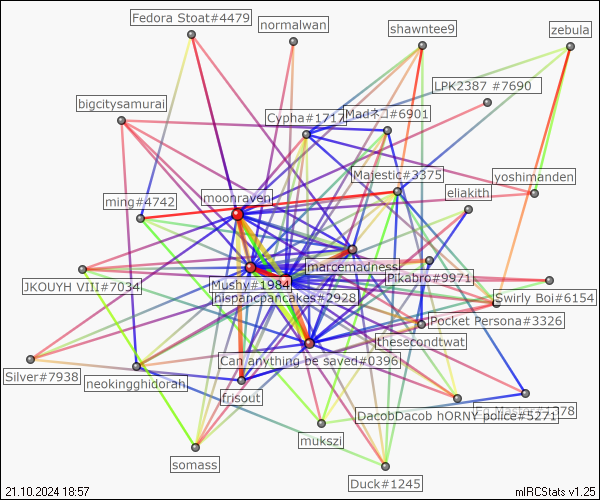 Fedora Stoat#4479
normalwan
shawntee9
zebula
LPK2387 #7690
bigcitysamurai
Cypha#1717
Madネコ#6901
Majestic#3375
yoshimanden
eliakith
ming#4742
moonraven
marcemadness
Pikabro#9971
Mushy#1984
JKOUYH VIII#7034
hispancpancakes#2928
Swirly Boi#6154
Pocket Persona#3326
thesecondtwat
Can anything be saved#0396
Silver#7938
neokingghidorah
frisout
DacobDacob hORNY police#5271
mukszi
somass
Duck#1245
21.10.2024 18:57
mIRCStats v1.25